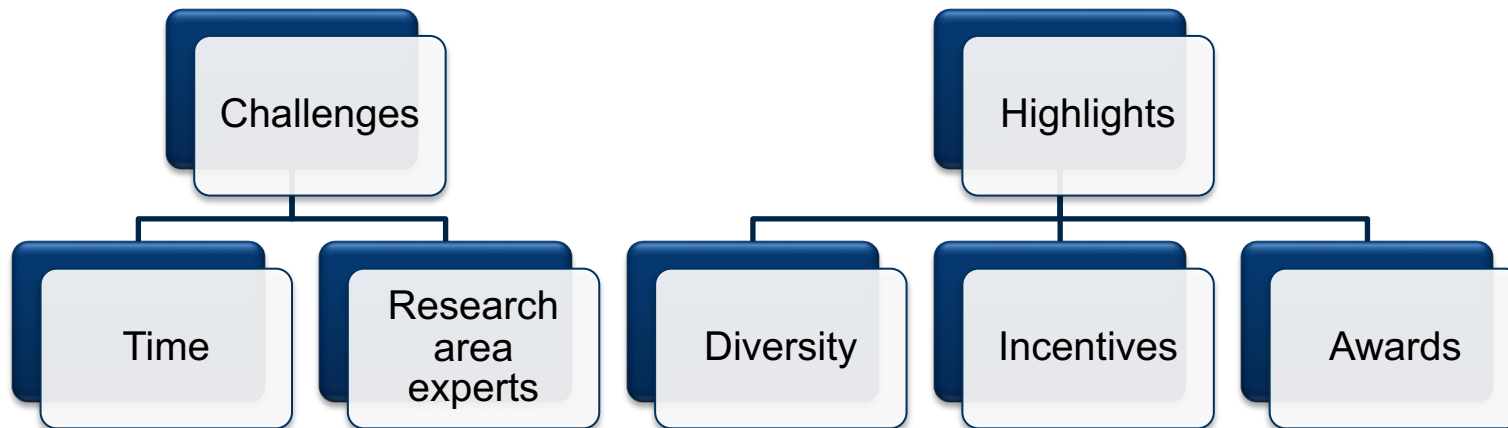 Challenges
Highlights
Time
Research
area
experts
Diversity
Incentives
Awards